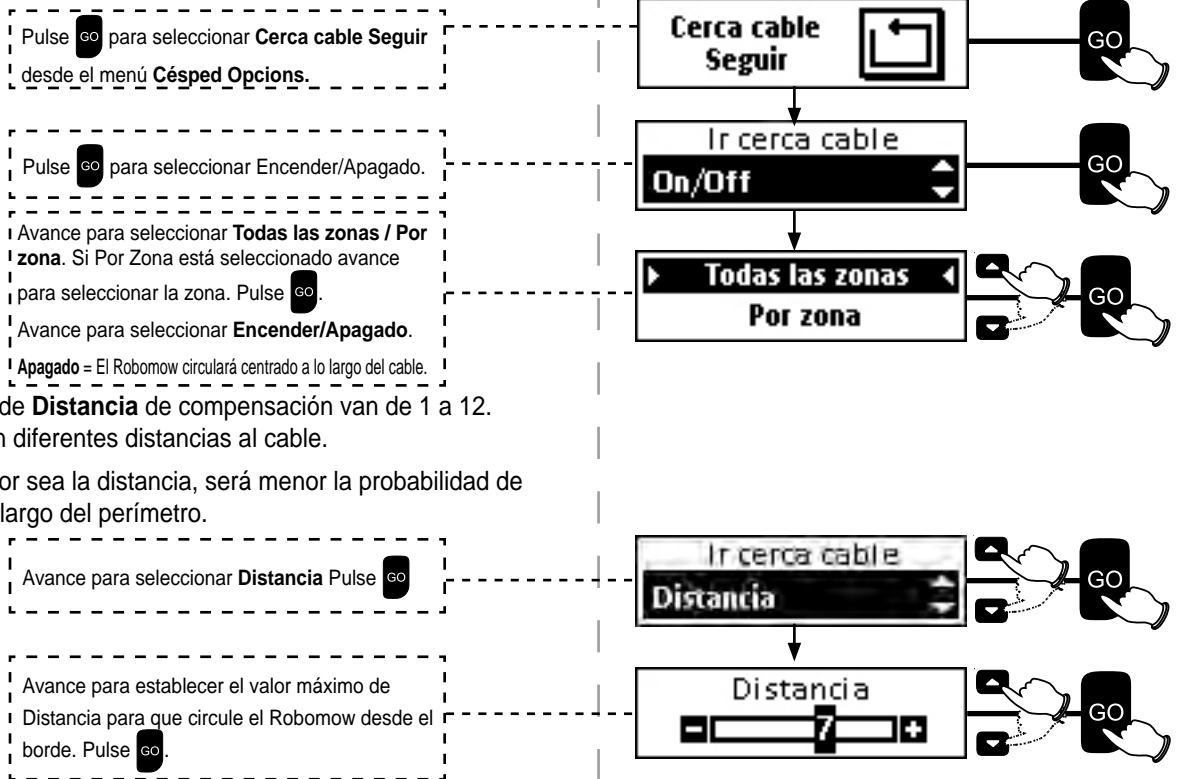 Pulse GO para seleccionar Cerca cable Seguir
desde el menú Césped Opcions.
Cerca cable
Seguir
GO
Pulse GO para seleccionar Encender/Apagado.
Ir cerca cable
On/Off
GO
Avance para seleccionar Todas las zonas / Por
zona. Si Por Zona está seleccionado avance
para seleccionar la zona. Pulse GO.
Avance para seleccionar Encender/Apagado.
Apagado = El Robomow circulará centrado a lo largo del cable.
Todas las zonas
Por zona
GO
de Distancia de compensación van de 1 a 12.
diferentes distancias al cable.
sea la distancia, será menor la probabilidad de
largo del perímetro.
Avance para seleccionar Distancia Pulse GO
Ir cerca cable
Distancia
GO
Avance para establecer el valor máximo de
Distancia para que circule el Robomow desde el
borde. Pulse GO.
Distancia
- 7 +
GO